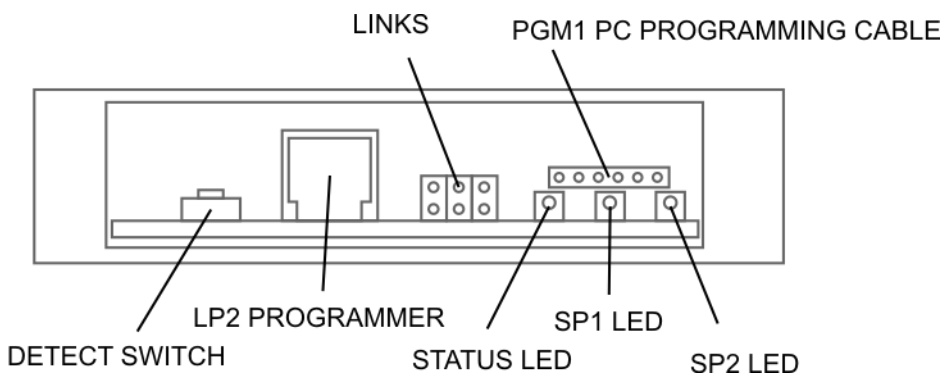 LINKS
PGM1 PC PROGRAMMING CABLE
LP2 PROGRAMMER
SP1 LED
DETECT SWITCH
STATUS LED
SP2 LED